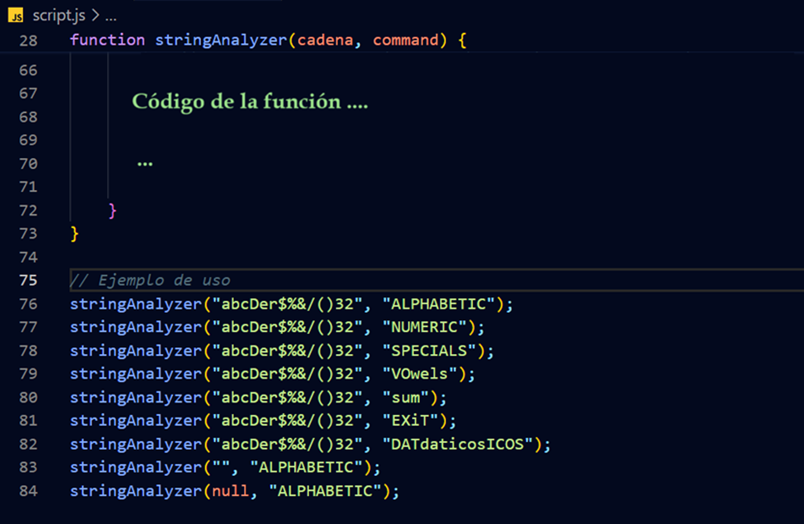 JS script.js > ...
28 function stringAnalyzer(cadena, command) {
66
67 Código de la función ....
68
69
70 ...
71
72 }
73 }
74
75 // Ejemplo de uso
76 stringAnalyzer("abcDer$%&/()32", "ALPHABETIC");
77 stringAnalyzer("abcDer$%&/()32", "NUMERIC");
78 stringAnalyzer("abcDer$%&/()32", "SPECIALS");
79 stringAnalyzer("abcDer$%&/()32", "VOwels");
80 stringAnalyzer("abcDer$%&/()32", "sum");
81 stringAnalyzer("abcDer$%&/()32", "EXiT");
82 stringAnalyzer("abcDer$%&/()32", "DATdaticosICOS");
83 stringAnalyzer("", "ALPHABETIC");
84 stringAnalyzer(null, "ALPHABETIC");